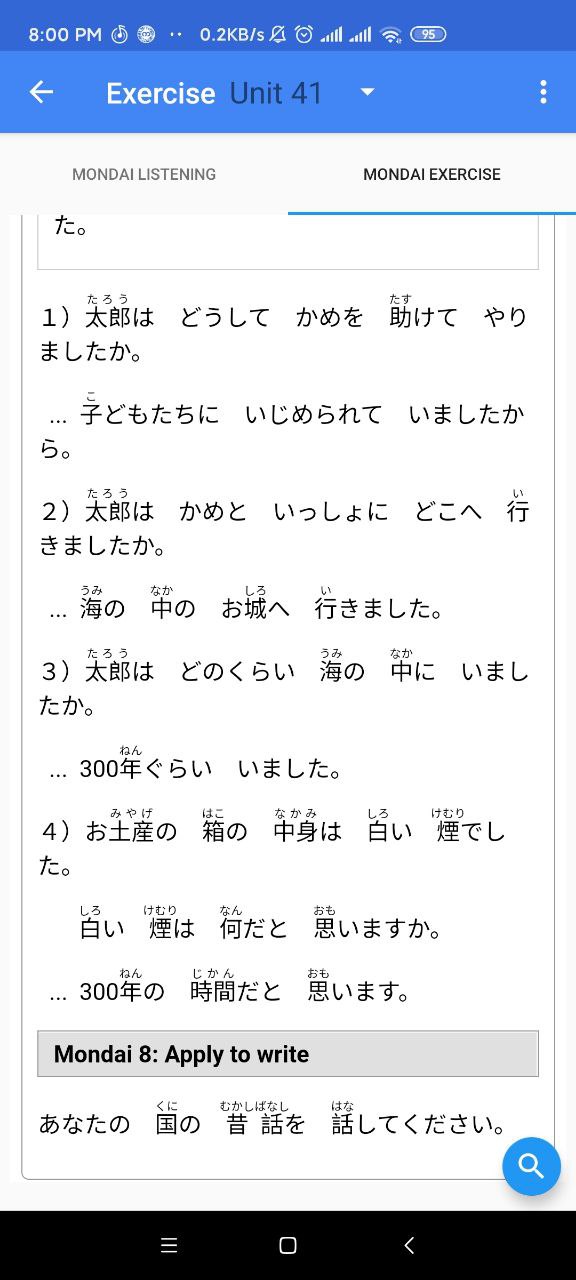 8:00 PM 0.2KB/s 95
Exercise Unit 41
MONDAI LISTENING MONDAI EXERCISE
た。
たろう たす
1）太郎は どうして かめを 助けて やり
ましたか。
こ
... 子どもたちに いじめられて いましたか
ら。
たろう い
2）太郎は かめと いっしょに どこへ 行
きましたか。
うみ なか しろ い
... 海の 中の お城へ 行きました。
たろう うみ なか
3）太郎は どのくらい 海の 中に いまし
たか。
ねん
... 300年ぐらい いました。
みやげ はこ なかみ しろ けむり
4）お土産の 箱の 中身は 白い 煙でし
た。
しろ けむり なん おも
白い 煙は 何だと 思いますか。
ねん じかん おも
... 300年の 時間だと 思います。
Mondai 8: Apply to write
くに むかしばなし はな
あなたの 国の 昔 話を 話してください。